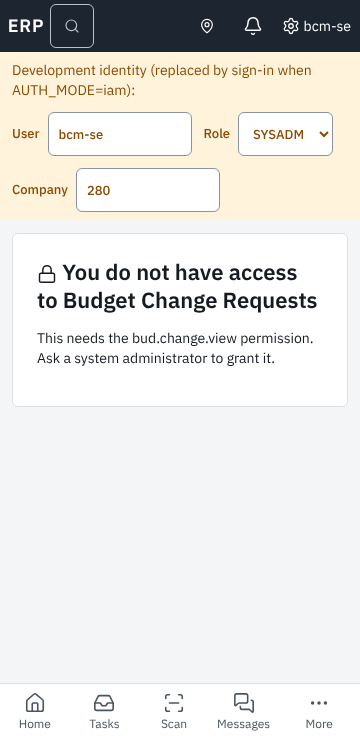 ERP
bcm-se
Development identity (replaced by sign-in when
AUTH_MODE=iam):
User bcm-se Role SYSADM
Company 280
You do not have access
to Budget Change Requests
This needs the bud.change.view permission.
Ask a system administrator to grant it.
Home Tasks Scan Messages More